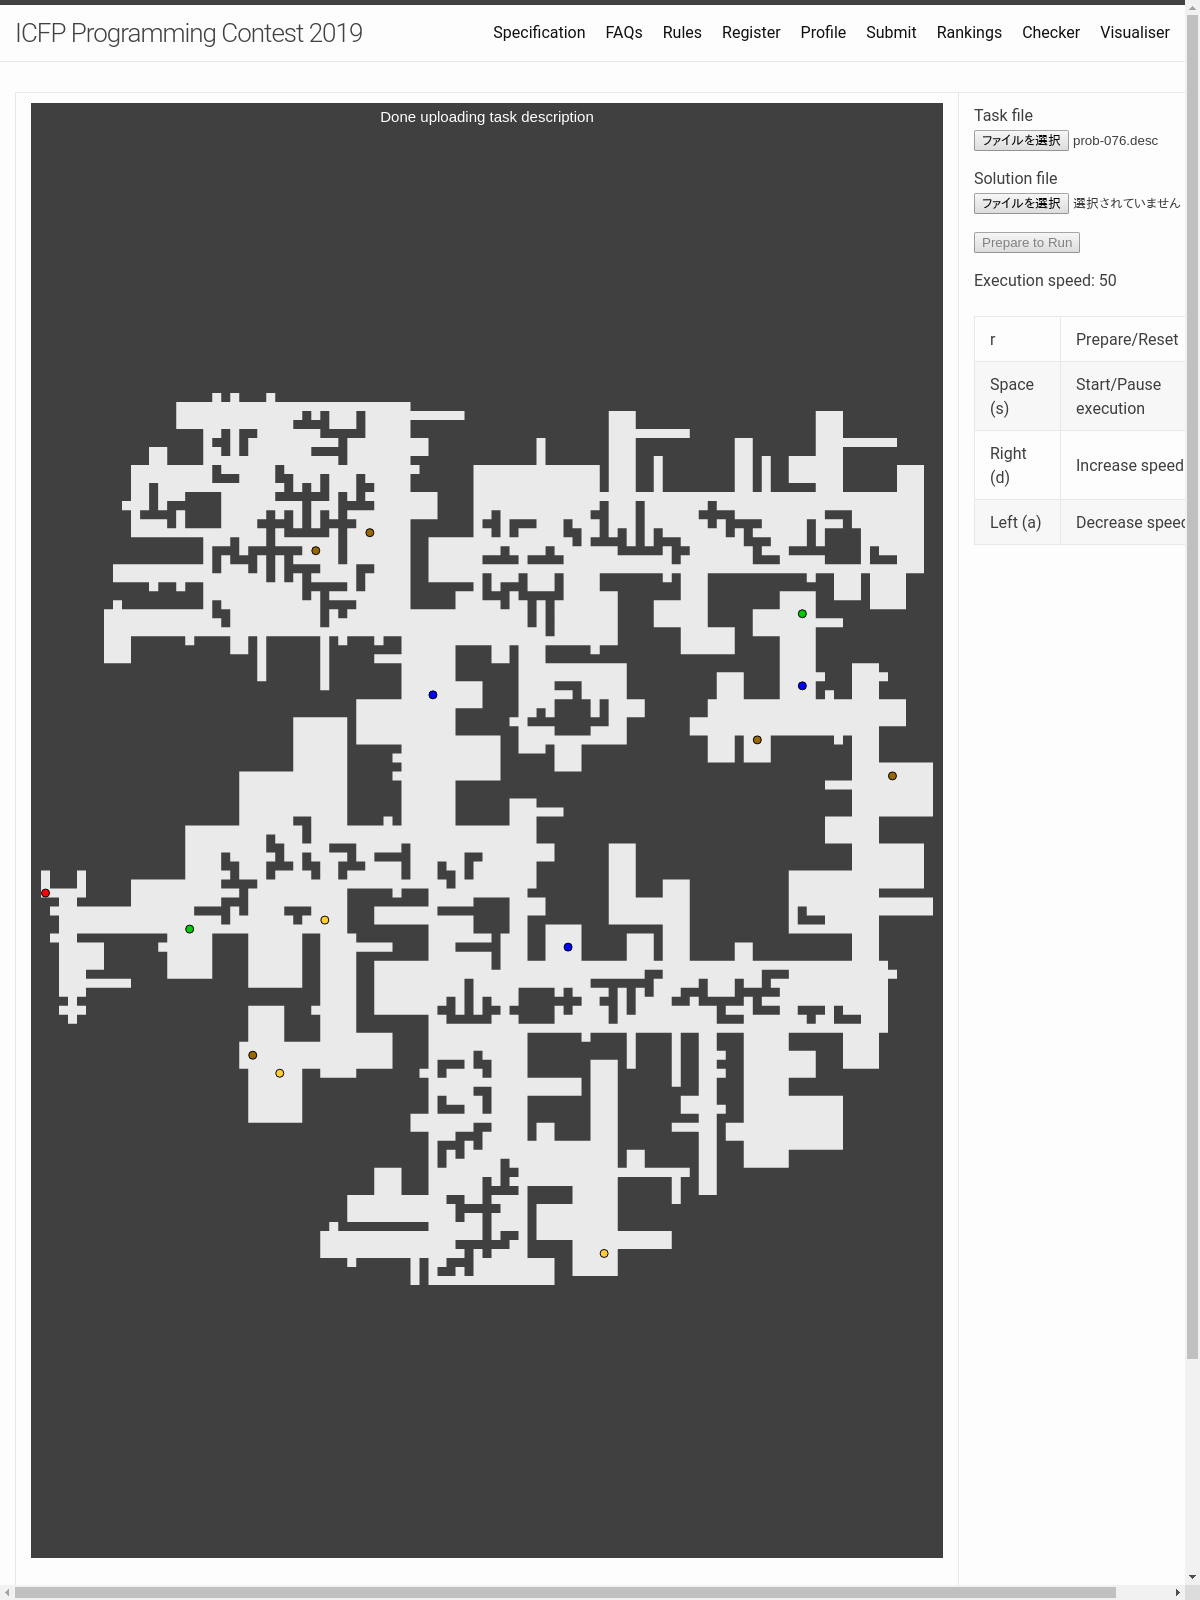 ICFP Programming Contest 2019
Specification FAQs Rules Register Profile Submit Rankings Checker Visualiser
Done uploading task description
Task file
ファイルを選択 prob-076.desc
Solution file
ファイルを選択 選択されていません
Prepare to Run
Execution speed: 50
r Prepare/Reset
Space (s) Start/Pause execution
Right (d) Increase speed
Left (a) Decrease speed